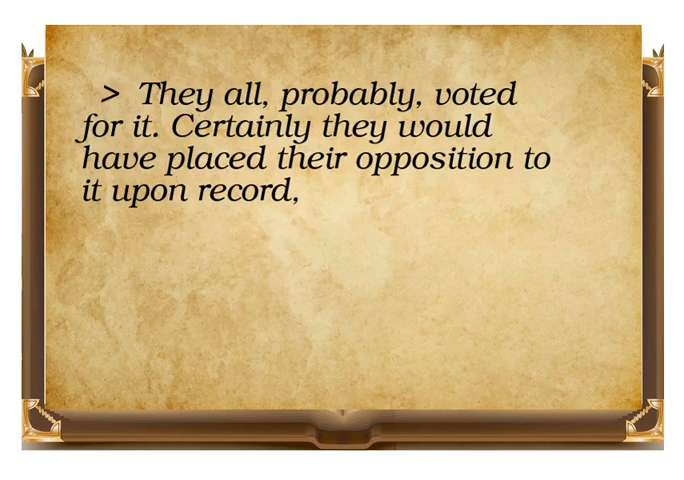 > They all, probably, voted
for it. Certainly they would
have placed their opposition to
it upon record,